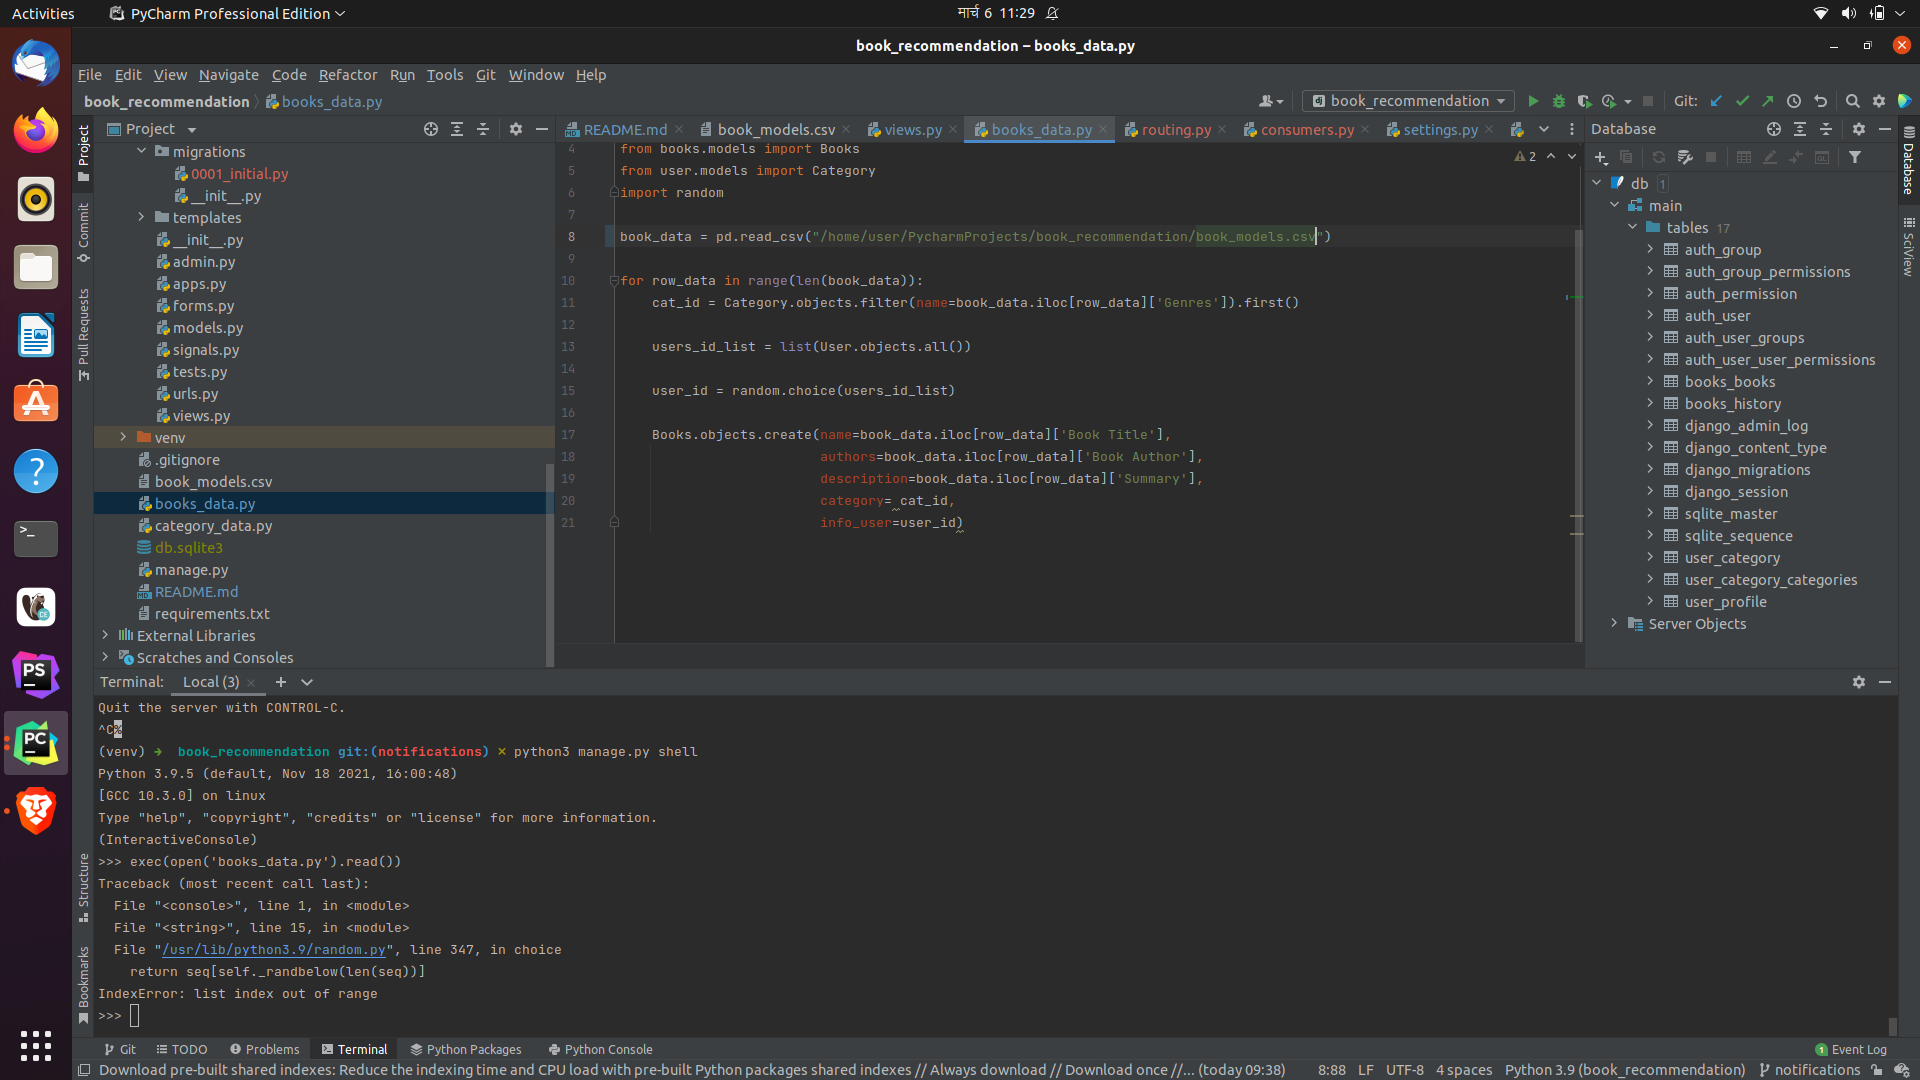 Activities
PyCharm Professional Edition
मार्च 6 11:29
book_recommendation – books_data.py
File Edit View Navigate Code Refactor Run Tools Git Window Help
book_recommendation books_data.py
book_recommendation
Git:
Project
README.md
book_models.csv
views.py
books_data.py
routing.py
consumers.py
settings.py
Database
Project
Commit
Pull Requests
Structure
Bookmarks
migrations
0001_initial.py
__init__.py
templates
__init__.py
admin.py
apps.py
forms.py
models.py
signals.py
tests.py
urls.py
views.py
venv
.gitignore
book_models.csv
books_data.py
category_data.py
db.sqlite3
manage.py
README.md
requirements.txt
External Libraries
Scratches and Consoles
2
4 from books.models import Books
5 from user.models import Category
6 import random
7
8 book_data = pd.read_csv("/home/user/PycharmProjects/book_recommendation/book_models.csv")
9
10 for row_data in range(len(book_data)):
11 cat_id = Category.objects.filter(name=book_data.iloc[row_data]['Genres']).first()
12
13 users_id_list = list(User.objects.all())
14
15 user_id = random.choice(users_id_list)
16
17 Books.objects.create(name=book_data.iloc[row_data]['Book Title'],
18 authors=book_data.iloc[row_data]['Book Author'],
19 description=book_data.iloc[row_data]['Summary'],
20 category= cat_id,
21 info_user=user_id)
db 1
main
tables 17
auth_group
auth_group_permissions
auth_permission
auth_user
auth_user_groups
auth_user_user_permissions
books_books
books_history
django_admin_log
django_content_type
django_migrations
django_session
sqlite_master
sqlite_sequence
user_category
user_category_categories
user_profile
Server Objects
Database
SciView
Terminal: Local (3)
Quit the server with CONTROL-C.
^C%
(venv) ➜ book_recommendation git:(notifications) ✗ python3 manage.py shell
Python 3.9.5 (default, Nov 18 2021, 16:00:48)
[GCC 10.3.0] on linux
Type "help", "copyright", "credits" or "license" for more information.
(InteractiveConsole)
>>> exec(open('books_data.py').read())
Traceback (most recent call last):
File "<console>", line 1, in <module>
File "<string>", line 15, in <module>
File "/usr/lib/python3.9/random.py", line 347, in choice
return seq[self._randbelow(len(seq))]
IndexError: list index out of range
>>>
Git
TODO
Problems
Terminal
Python Packages
Python Console
1 Event Log
Download pre-built shared indexes: Reduce the indexing time and CPU load with pre-built Python packages shared indexes // Always download // Download once //... (today 09:38)
8:88 LF UTF-8 4 spaces Python 3.9 (book_recommendation) notifications